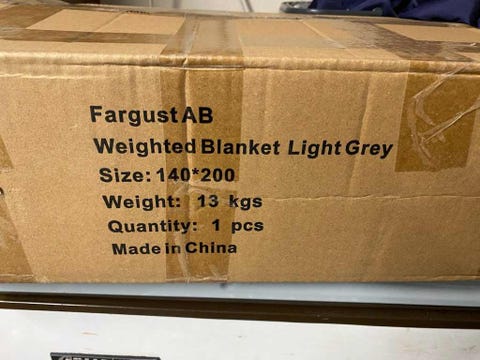 Fargust AB
Weighted Blanket Light Grey
Size: 140*200
Weight: 13 kgs
Quantity: 1 pcs
Made in China